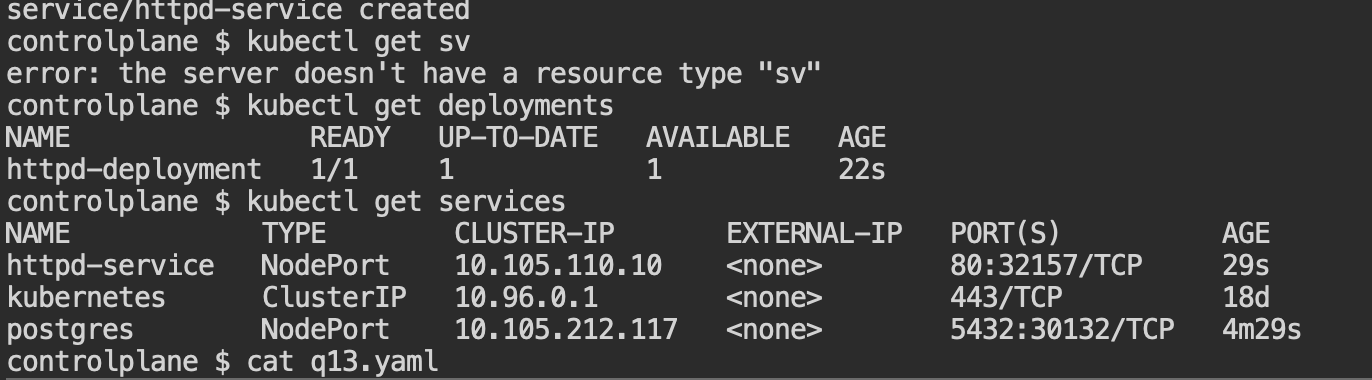 service/httpd-service created
controlplane $ kubectl get sv
error: the server doesn't have a resource type "sv"
controlplane $ kubectl get deployments
NAME               READY   UP-TO-DATE   AVAILABLE   AGE
httpd-deployment   1/1     1            1           22s
controlplane $ kubectl get services
NAME            TYPE        CLUSTER-IP       EXTERNAL-IP   PORT(S)          AGE
httpd-service   NodePort    10.105.110.10    <none>        80:32157/TCP     29s
kubernetes      ClusterIP   10.96.0.1        <none>        443/TCP          18d
postgres        NodePort    10.105.212.117   <none>        5432:30132/TCP   4m29s
controlplane $ cat q13.yaml